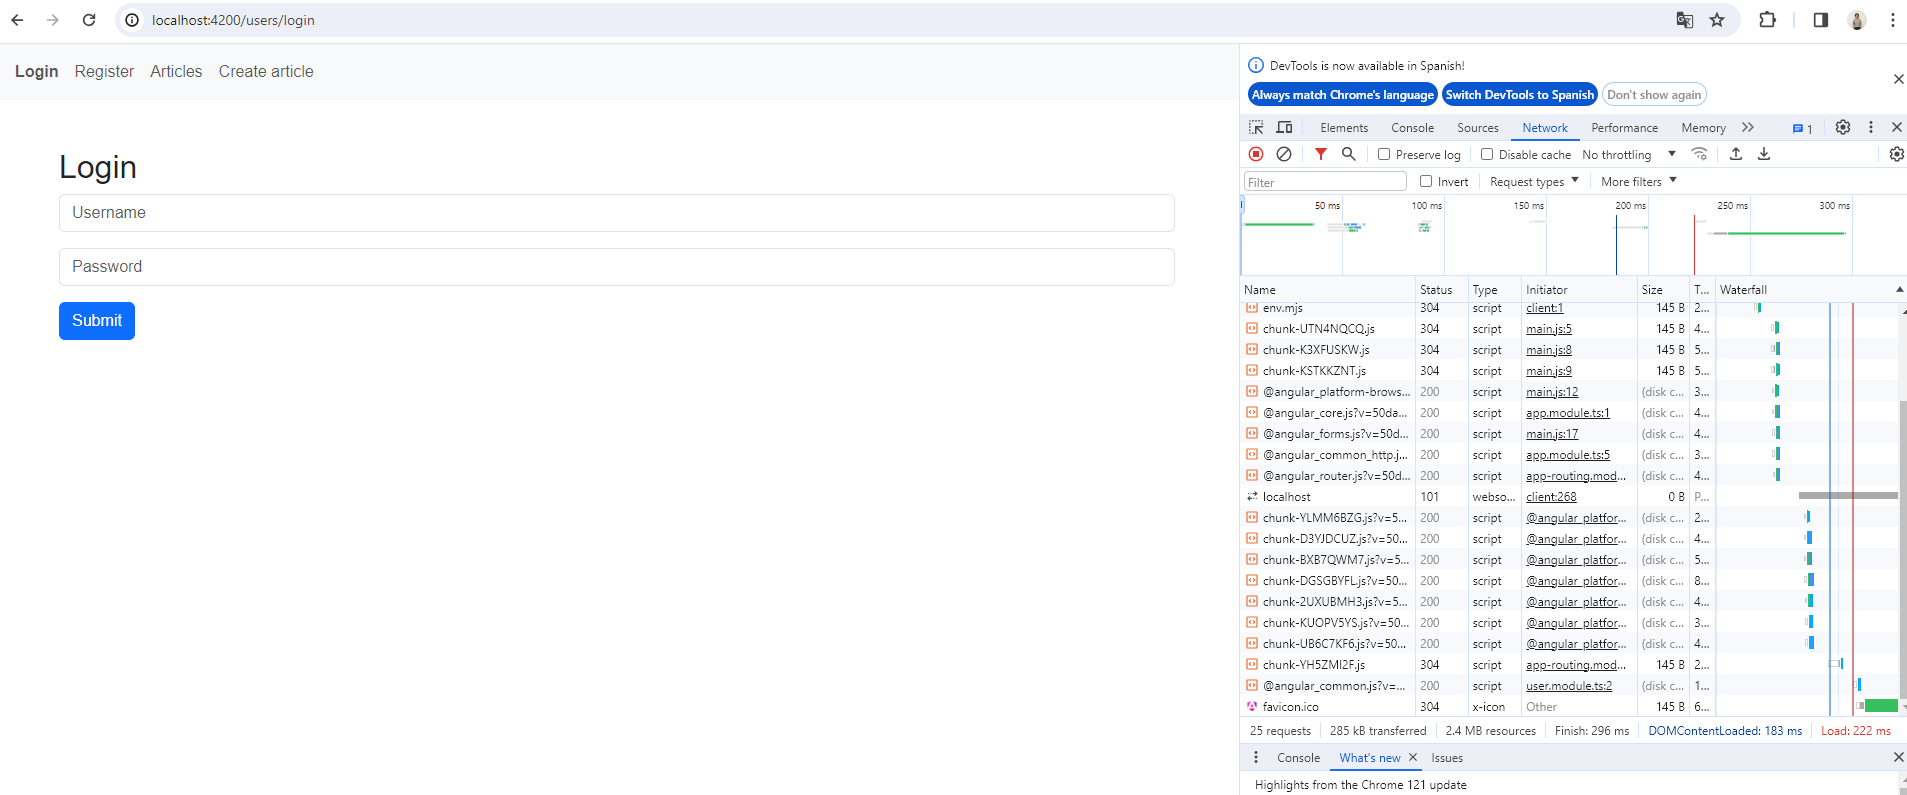 localhost:4200/users/login
Login Register Articles Create article
Login
Username
Password
Submit
DevTools is now available in Spanish!
Always match Chrome's language Switch DevTools to Spanish Don't show again
Elements Console Sources Network Performance Memory 1
Preserve log Disable cache No throttling
Filter Invert Request types More filters
50 ms 100 ms 150 ms 200 ms 250 ms 300 ms
Name Status Type Initiator Size T... Waterfall
env.mjs 304 script client:1 145 B 2...
chunk-UTN4NQCQ.js 304 script main.js:5 145 B 4...
chunk-K3XFUSKW.js 304 script main.js:8 145 B 5...
chunk-KSTKKZNT.js 304 script main.js:9 145 B 5...
@angular_platform-brows... 200 script main.js:12 (disk c... 3...
@angular_core.js?v=50da... 200 script app.module.ts:1 (disk c... 4...
@angular_forms.js?v=50d... 200 script main.js:17 (disk c... 4...
@angular_common_http.j... 200 script app.module.ts:5 (disk c... 3...
@angular_router.js?v=50d... 200 script app-routing.mod... (disk c... 4...
localhost 101 webso... client:268 0 B P...
chunk-YLMM6BZG.js?v=5... 200 script @angular_platfor... (disk c... 2...
chunk-D3YJDCUZ.js?v=50... 200 script @angular_platfor... (disk c... 4...
chunk-BXB7QWM7.js?v=5... 200 script @angular_platfor... (disk c... 5...
chunk-DGSGBYFL.js?v=50... 200 script @angular_platfor... (disk c... 8...
chunk-2UXUBMH3.js?v=5... 200 script @angular_platfor... (disk c... 4...
chunk-KUOPV5YS.js?v=50... 200 script @angular_platfor... (disk c... 3...
chunk-UB6C7KF6.js?v=50... 200 script @angular_platfor... (disk c... 4...
chunk-YH5ZMI2F.js 304 script app-routing.mod... 145 B 2...
@angular_common.js?v=... 200 script user.module.ts:2 (disk c... 1...
favicon.ico 304 x-icon Other 145 B 6...
25 requests 285 kB transferred 2.4 MB resources Finish: 296 ms DOMContentLoaded: 183 ms Load: 222 ms
Console What's new Issues
Highlights from the Chrome 121 update